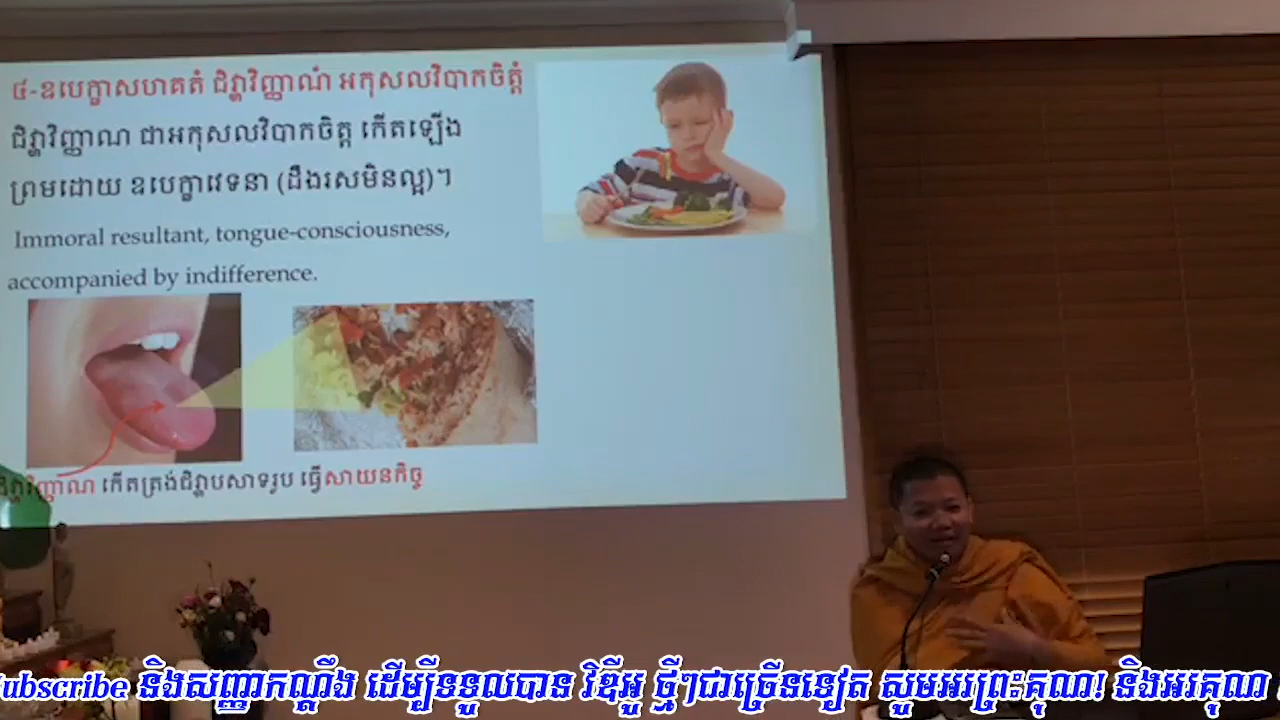 ៤-ឧបេក្ខាសហគតំ ជិវ្ហាវិញ្ញាណំ អកុសលវិបាកចិត្តំ
ជិវ្ហាវិញ្ញាណ ជាអកុសលវិបាកចិត្ត កើតឡើង
ព្រមដោយ ឧបេក្ខាវេទនា (ដឹងរសមិនល្អ)។
Immoral resultant, tongue-consciousness,
accompanied by indifference.
ជិវ្ហាវិញ្ញាណ កើតត្រង់ជិវ្ហាបសាទរូប ធ្វើសាយនកិច្ច
ubscribe និងសញ្ញាកណ្ដឹង ដើម្បីទទួលបាន វិឌីអូ ថ្មីៗជាច្រើនទៀត សូមអរព្រះគុណ! និងអរគុណ